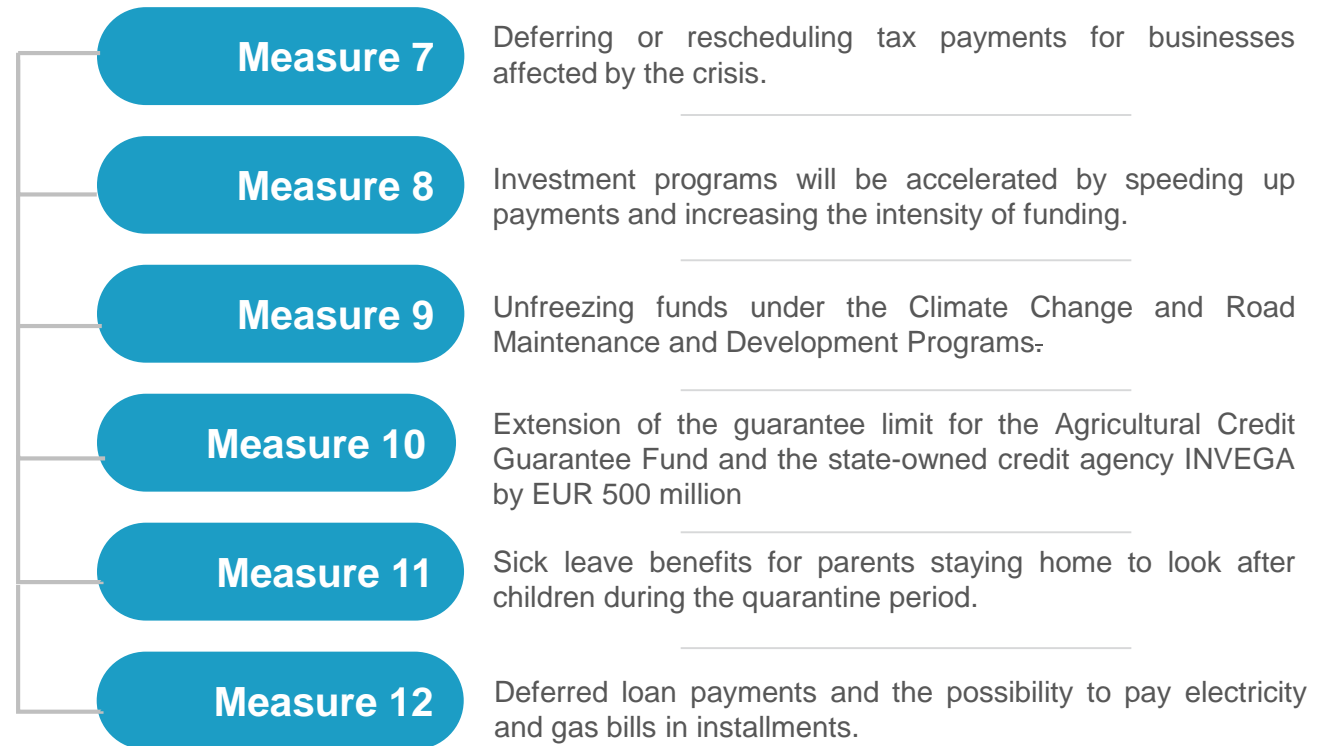 Measure 7
Deferring or rescheduling tax payments for businesses
affected by the crisis.
Measure 8
Investment programs will be accelerated by speeding up
payments and increasing the intensity of funding.
Measure 9
Unfreezing funds under the Climate Change and Road
Maintenance and Development Programs.
Measure 10
Extension of the guarantee limit for the Agricultural Credit
Guarantee Fund and the state-owned credit agency INVEGA
by EUR 500 million
Measure 11
Sick leave benefits for parents staying home to look after
children during the quarantine period.
Measure 12
Deferred loan payments and the possibility to pay electricity
and gas bills in installments.